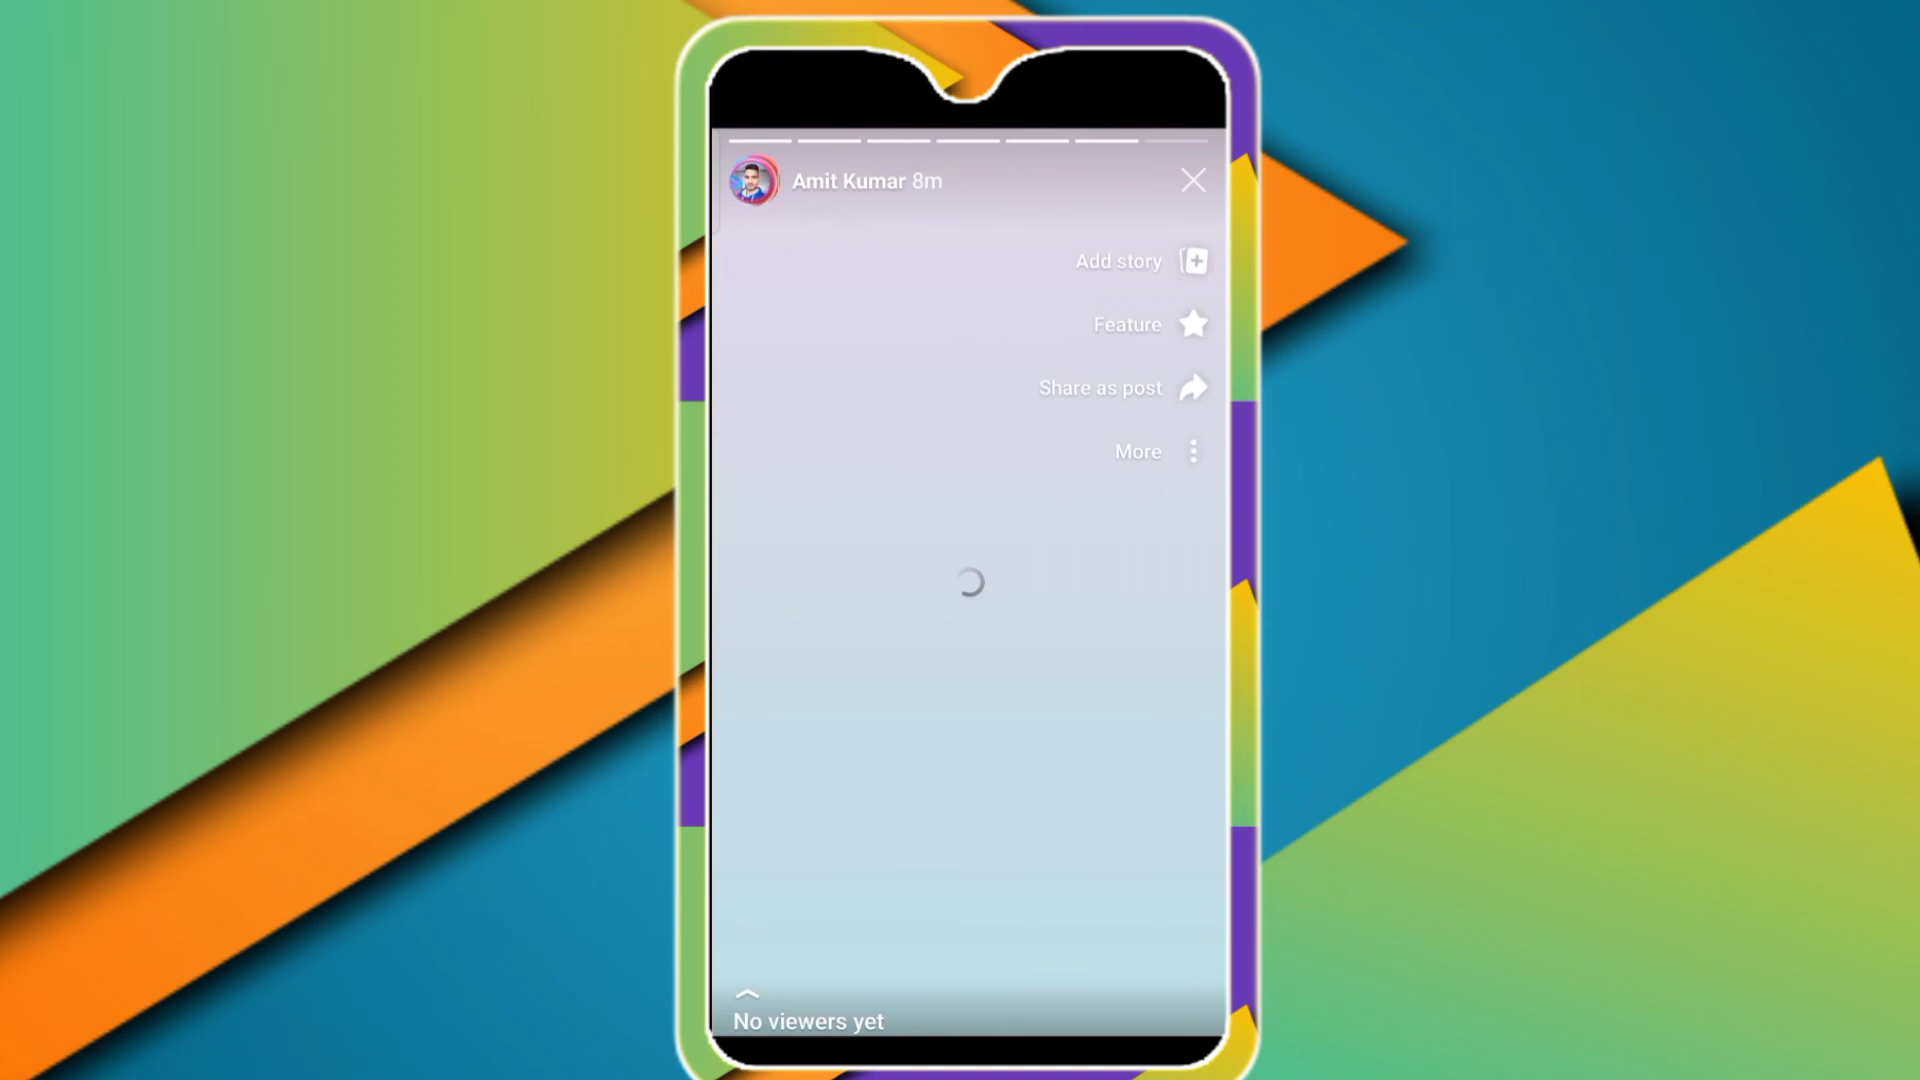 Amit Kumar 8m
Add story
Feature
Share as post
More
No viewers yet